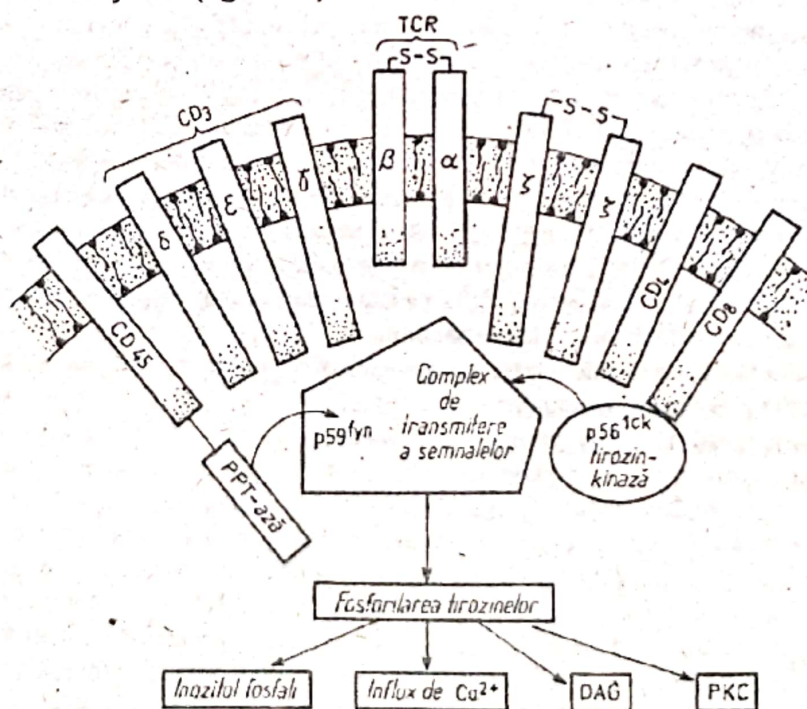 TCR
S-S
CD3
S-S
β
α
γ
ε
δ
ζ
ζ
CD45
CD8
p59fyn
Complex
de
transmitere
a semnalelor
p56lck
tirozin-
kinază
PPT-ază
Fosforilarea tirozinelor
Inozitol fosfați
Influx de Ca2+
DAG
PKC